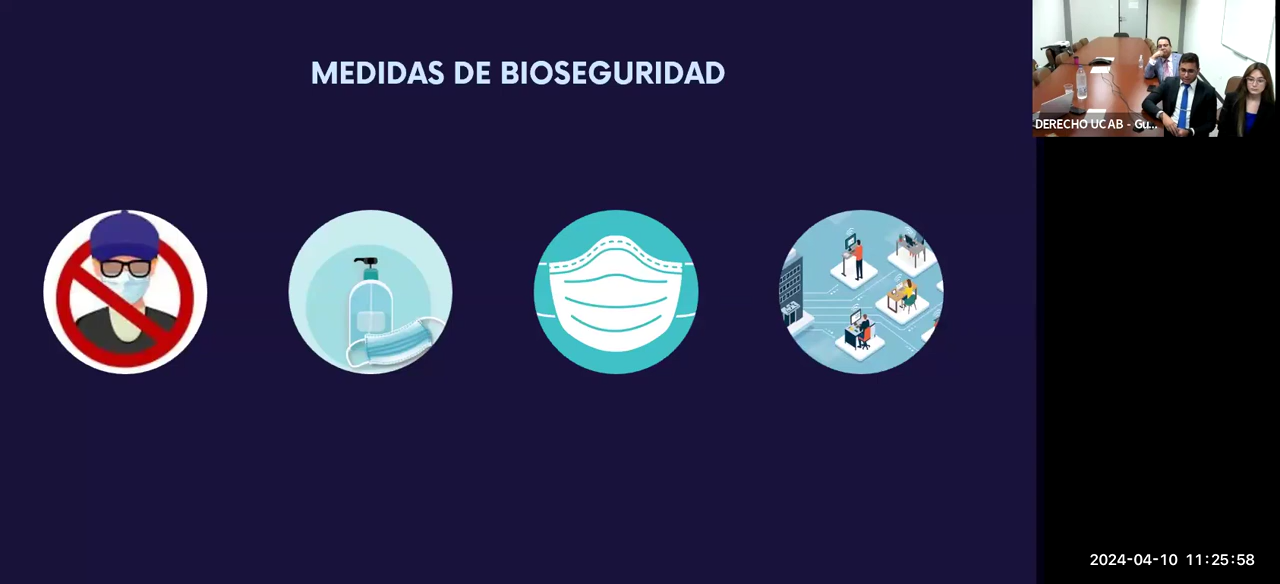 MEDIDAS DE BIOSEGURIDAD
DERECHO UCAB - Gu...
2024-04-10 11:25:58